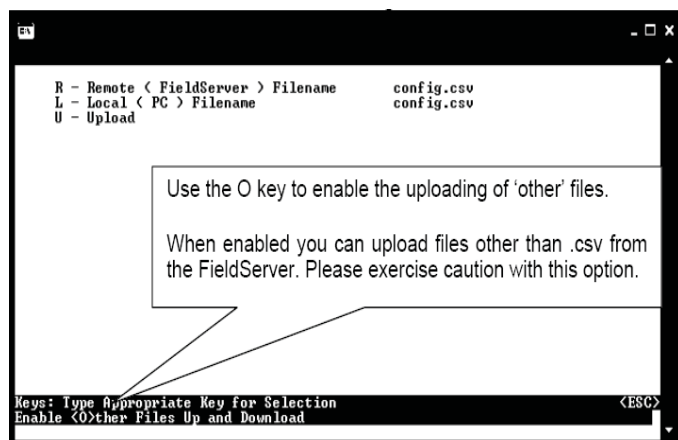 C:\
R - Remote ( FieldServer ) Filename config.csv
L - Local ( PC ) Filename config.csv
U - Upload
Use the O key to enable the uploading of ‘other’ files.
When enabled you can upload files other than .csv from
the FieldServer. Please exercise caution with this option.
Keys: Type Appropriate Key for Selection <ESC>
Enable <O>ther Files Up and Download